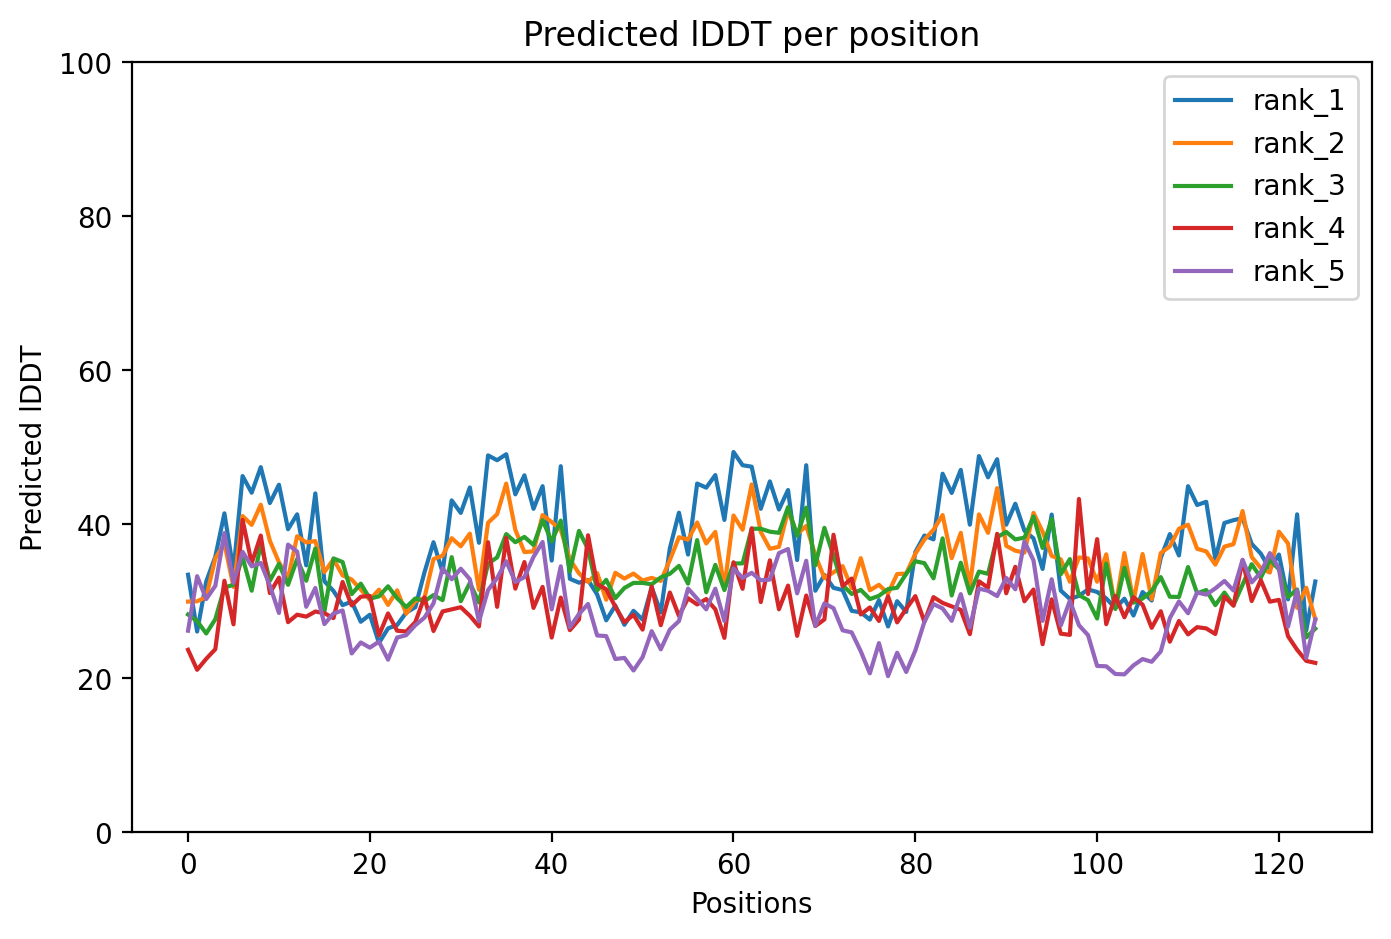 Predicted lDDT per position
100
80
60
40
20
0
Predicted lDDT
rank_1
rank_2
rank_3
rank_4
rank_5
0 20 40 60 80 100 120
Positions